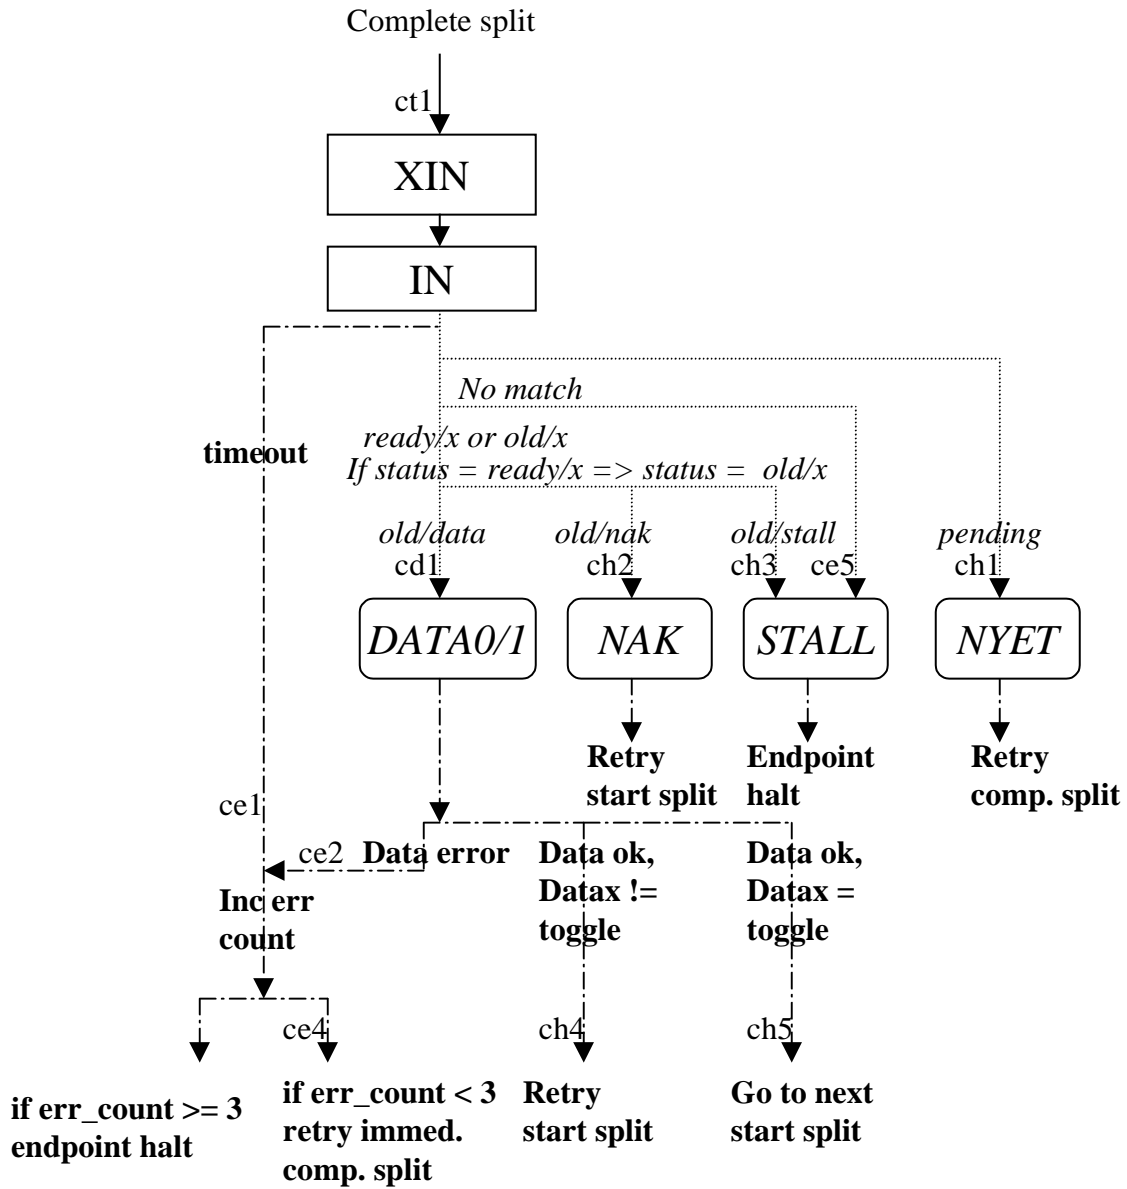 Complete split
ct1
XIN
IN
No match
ready/x or old/x
timeout
If status = ready/x => status = old/x
old/data
old/nak
old/stall
pending
cd1
ch2
ch3
ce5
ch1
DATA0/1
NAK
STALL
NYET
Retry
start split
Endpoint
halt
Retry
comp. split
ce1
ce2
Data error
Data ok,
Datax !=
toggle
Data ok,
Datax =
toggle
Inc err
count
ce4
ch4
ch5
if err_count >= 3
endpoint halt
if err_count < 3
retry immed.
comp. split
Retry
start split
Go to next
start split